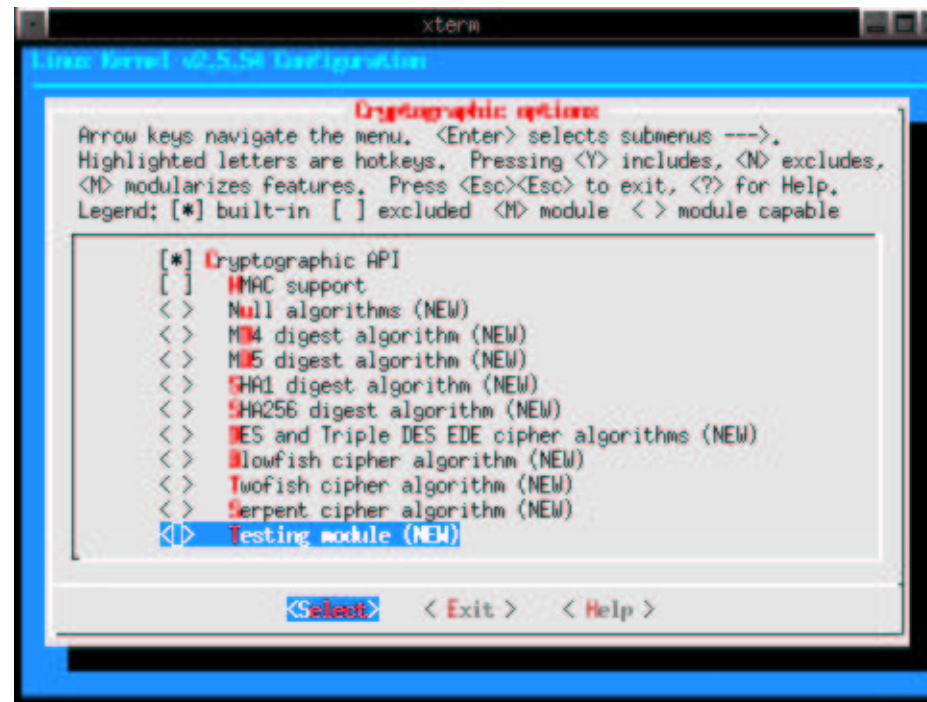 xterm
Linux Kernel v2.5.54 Configuration
Cryptographic options
Arrow keys navigate the menu.  <Enter> selects submenus --->.
Highlighted letters are hotkeys.  Pressing <Y> includes, <N> excludes,
<M> modularizes features.  Press <Esc><Esc> to exit, <?> for Help.
Legend: [*] built-in  [ ] excluded  <M> module  < > module capable
[*] Cryptographic API
[ ]   HMAC support
< >   Null algorithms (NEW)
< >   MD4 digest algorithm (NEW)
< >   MD5 digest algorithm (NEW)
< >   SHA1 digest algorithm (NEW)
< >   SHA256 digest algorithm (NEW)
< >   DES and Triple DES EDE cipher algorithms (NEW)
< >   Blowfish cipher algorithm (NEW)
< >   Twofish cipher algorithm (NEW)
< >   Serpent cipher algorithm (NEW)
< >   Testing module (NEW)
<Select>    < Exit >    < Help >